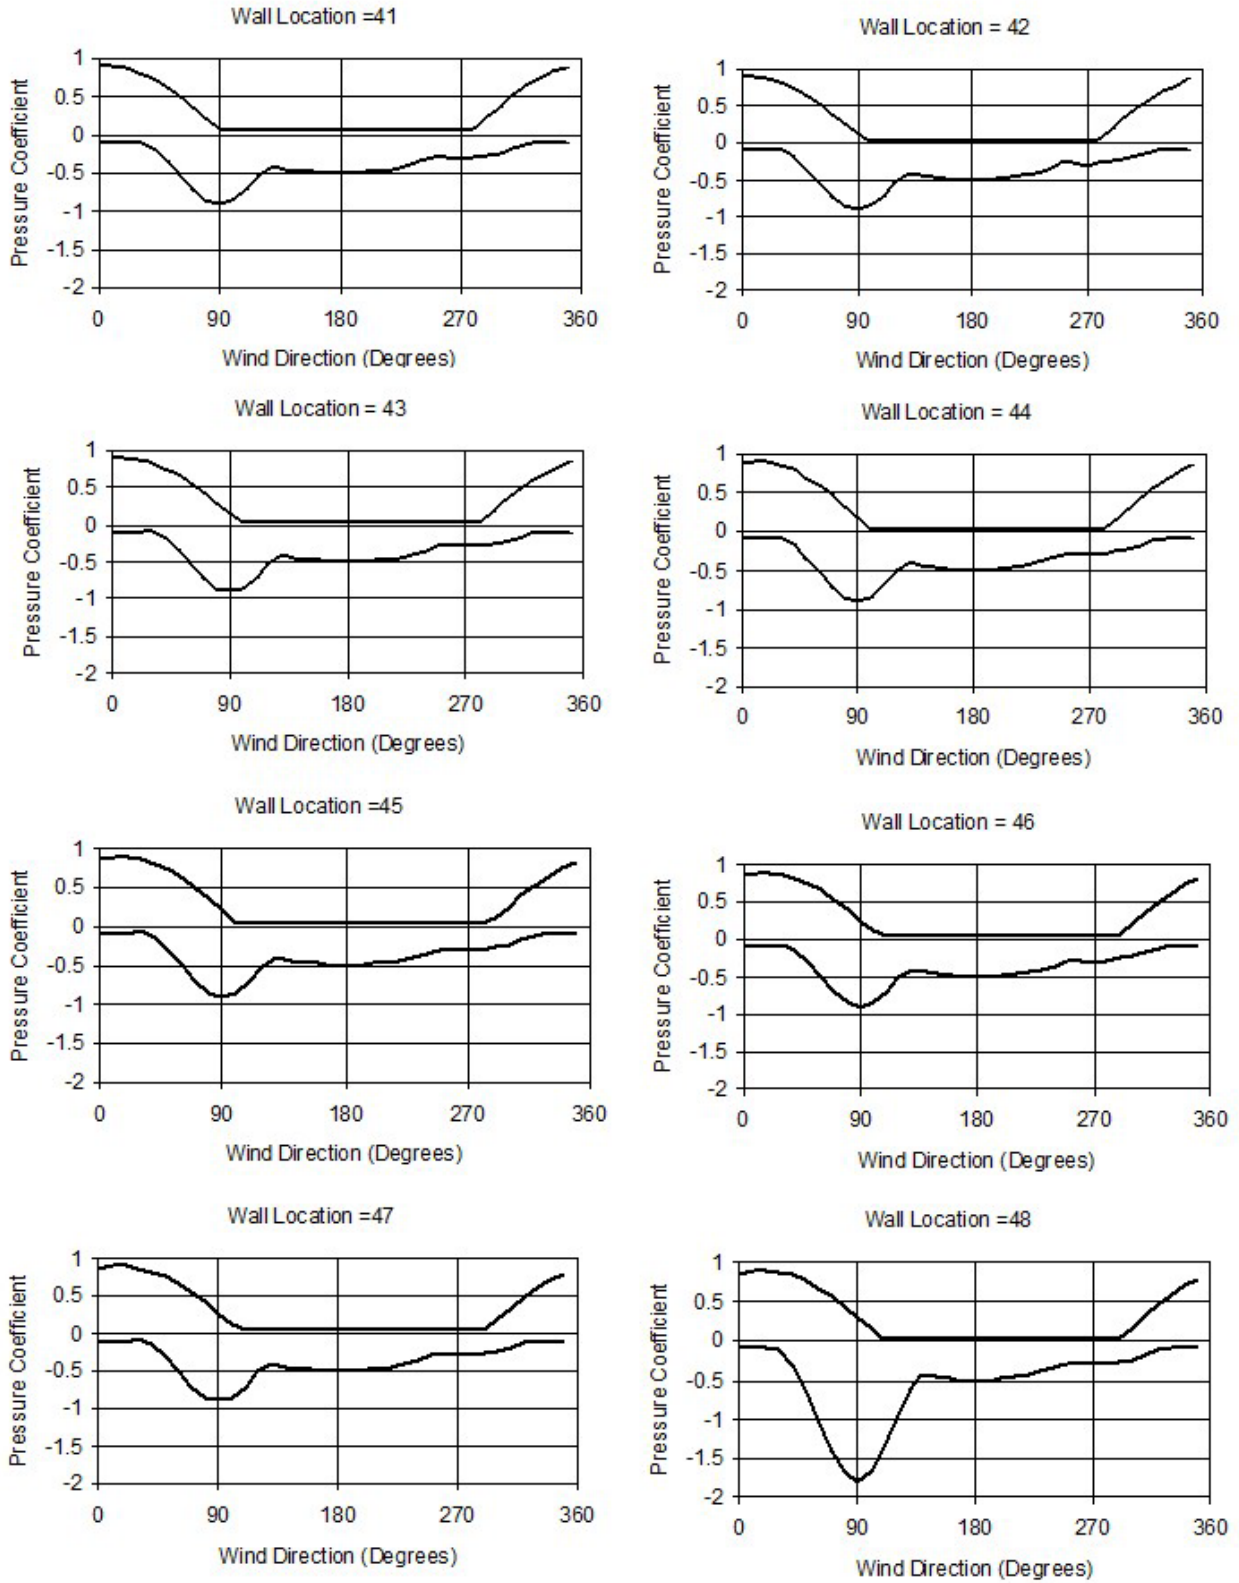 Wall Location =41
1
0.5
0
-0.5
-1
-1.5
-2
Pressure Coefficient
0 90 180 270 360
Wind Direction (Degrees)
Wall Location = 42
1
0.5
0
-0.5
-1
-1.5
-2
Pressure Coefficient
0 90 180 270 360
Wind Direction (Degrees)
Wall Location = 43
1
0.5
0
-0.5
-1
-1.5
-2
Pressure Coefficient
0 90 180 270 360
Wind Direction (Degrees)
Wall Location = 44
1
0.5
0
-0.5
-1
-1.5
-2
Pressure Coefficient
0 90 180 270 360
Wind Direction (Degrees)
Wall Location =45
1
0.5
0
-0.5
-1
-1.5
-2
Pressure Coefficient
0 90 180 270 360
Wind Direction (Degrees)
Wall Location = 46
1
0.5
0
-0.5
-1
-1.5
-2
Pressure Coefficient
0 90 180 270 360
Wind Direction (Degrees)
Wall Location =47
1
0.5
0
-0.5
-1
-1.5
-2
Pressure Coefficient
0 90 180 270 360
Wind Direction (Degrees)
Wall Location =48
1
0.5
0
-0.5
-1
-1.5
-2
Pressure Coefficient
0 90 180 270 360
Wind Direction (Degrees)